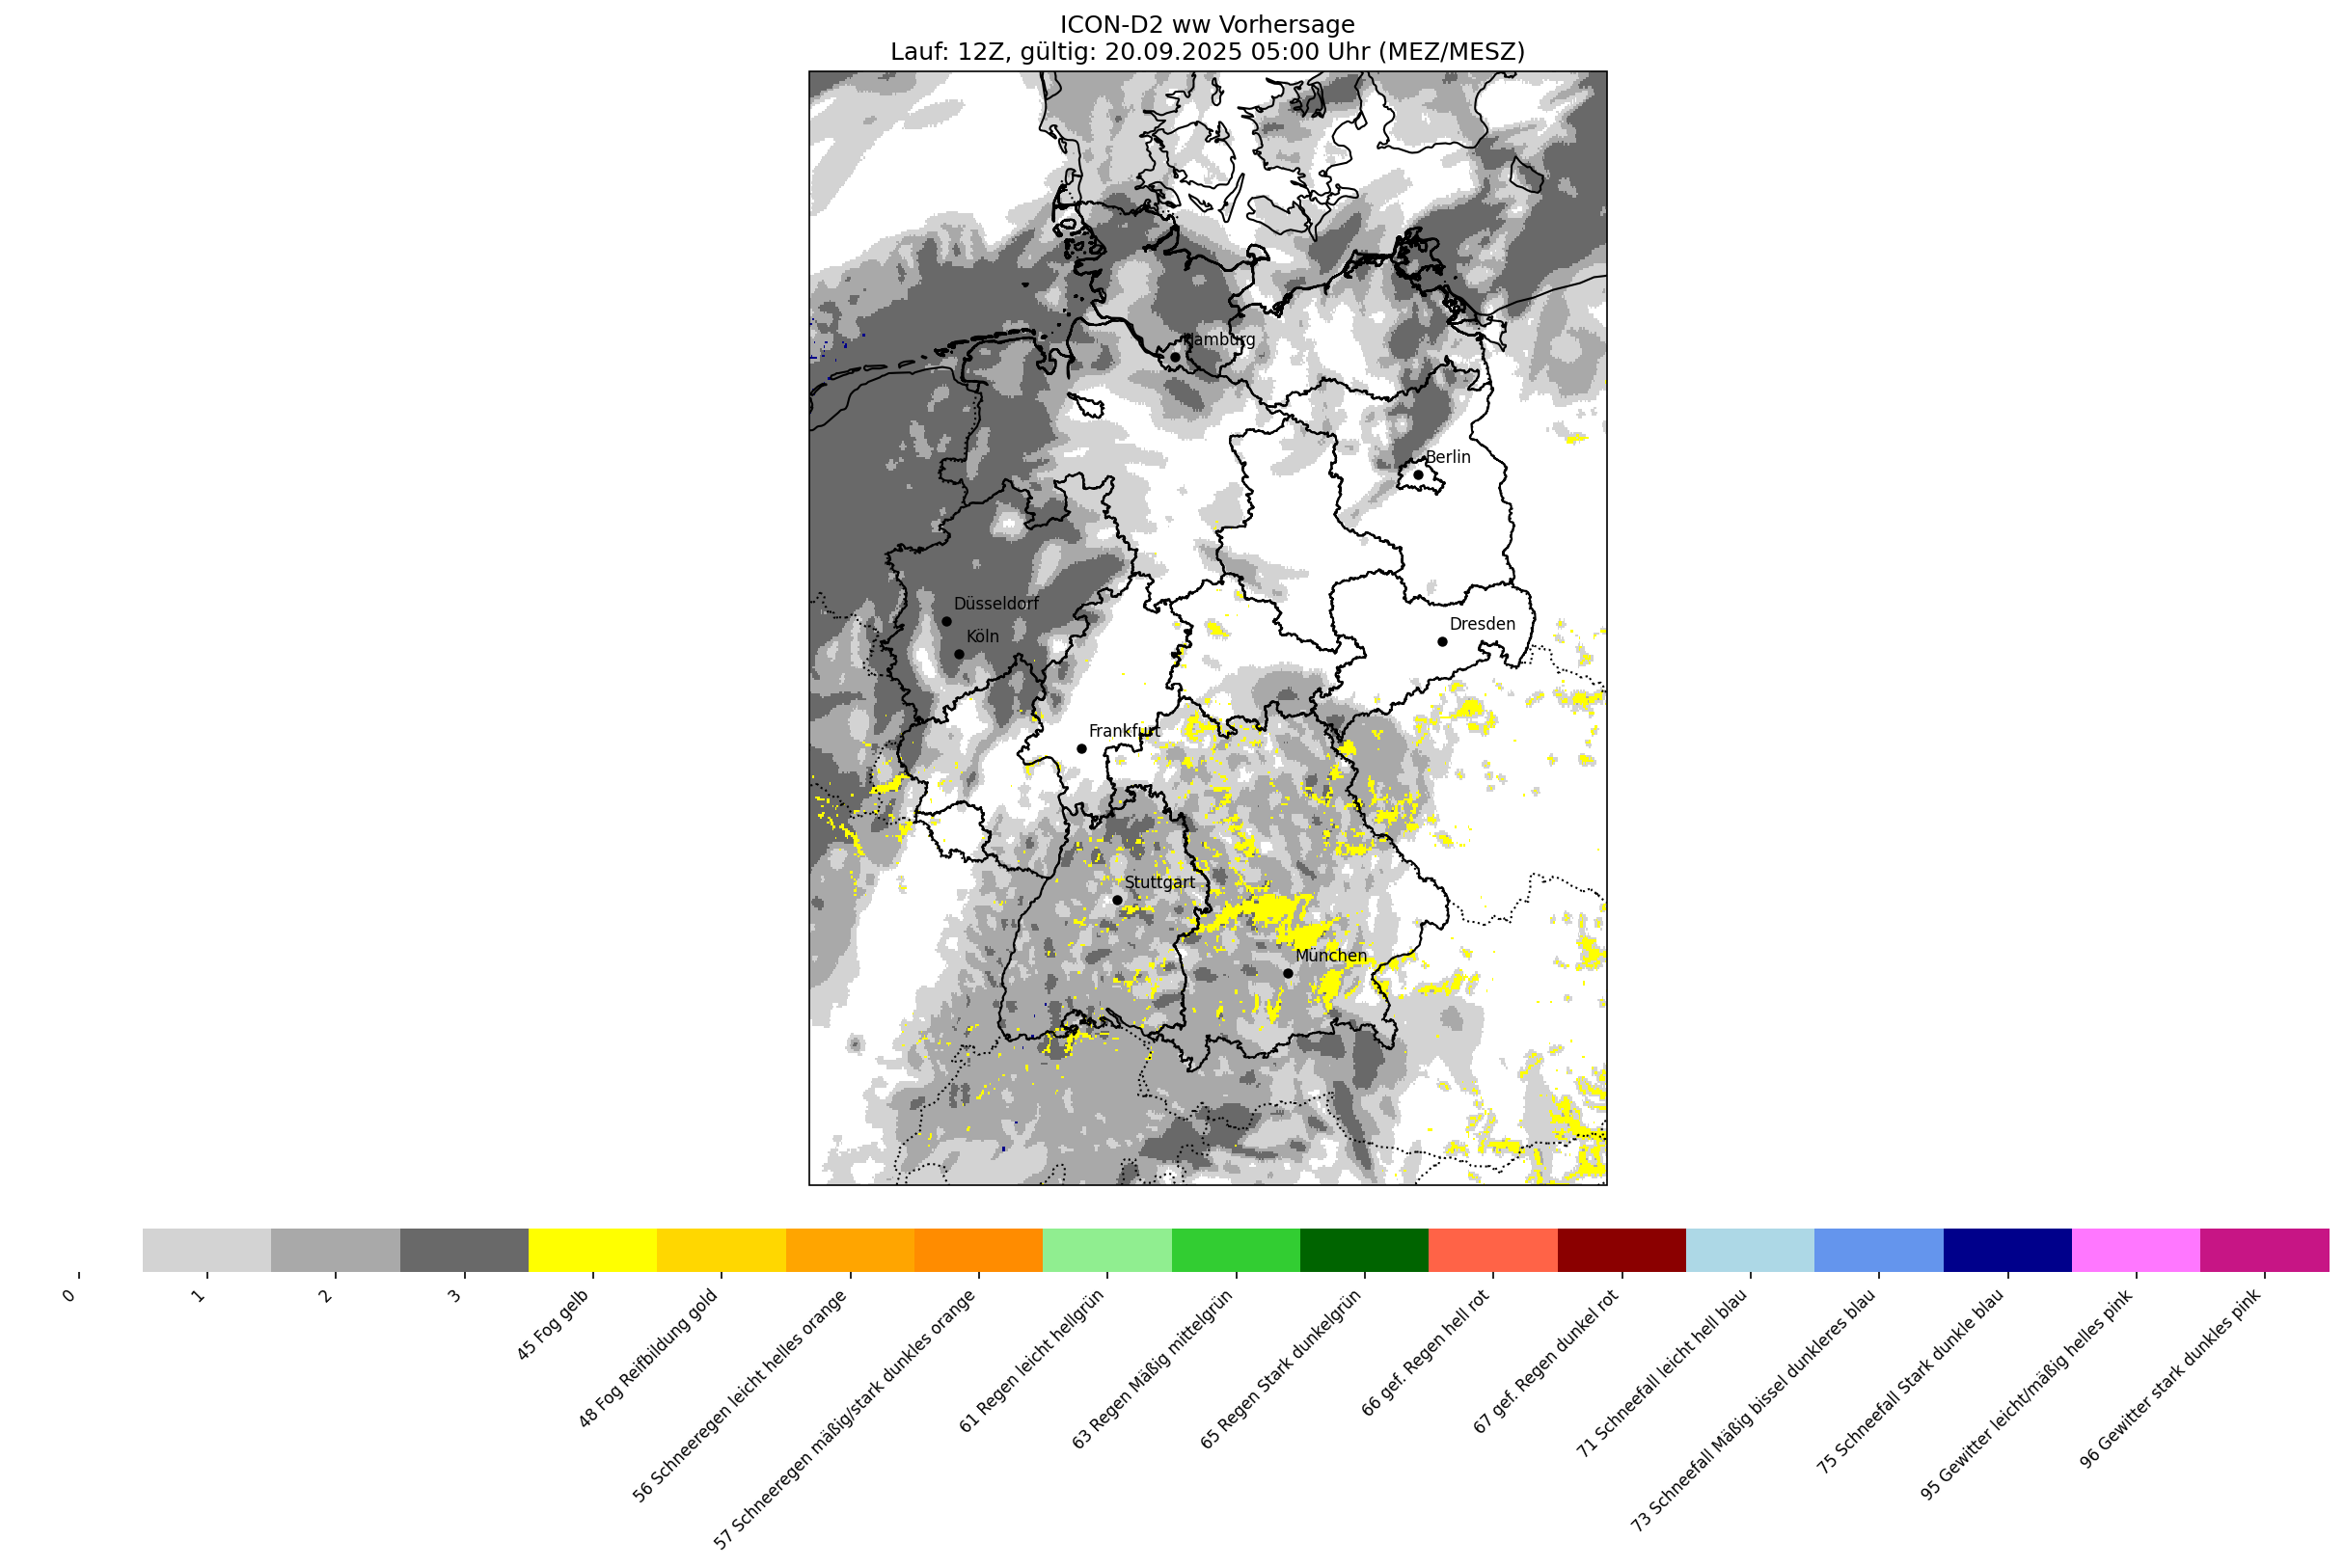 ICON-D2 ww Vorhersage
Lauf: 12Z, gültig: 20.09.2025 05:00 Uhr (MEZ/MESZ)
Hamburg
Berlin
Düsseldorf
Köln
Dresden
Frankfurt
Stuttgart
München
0
1
2
3
45 Fog gelb
48 Fog Reifbildung gold
56 Schneeregen leicht helles orange
57 Schneeregen mäßig/stark dunkles orange
61 Regen leicht hellgrün
63 Regen Mäßig mittelgrün
65 Regen Stark dunkelgrün
66 gef. Regen hell rot
67 gef. Regen dunkel rot
71 Schneefall leicht hell blau
73 Schneefall Mäßig bissel dunkleres blau
75 Schneefall Stark dunkle blau
95 Gewitter leicht/mäßig helles pink
96 Gewitter stark dunkles pink